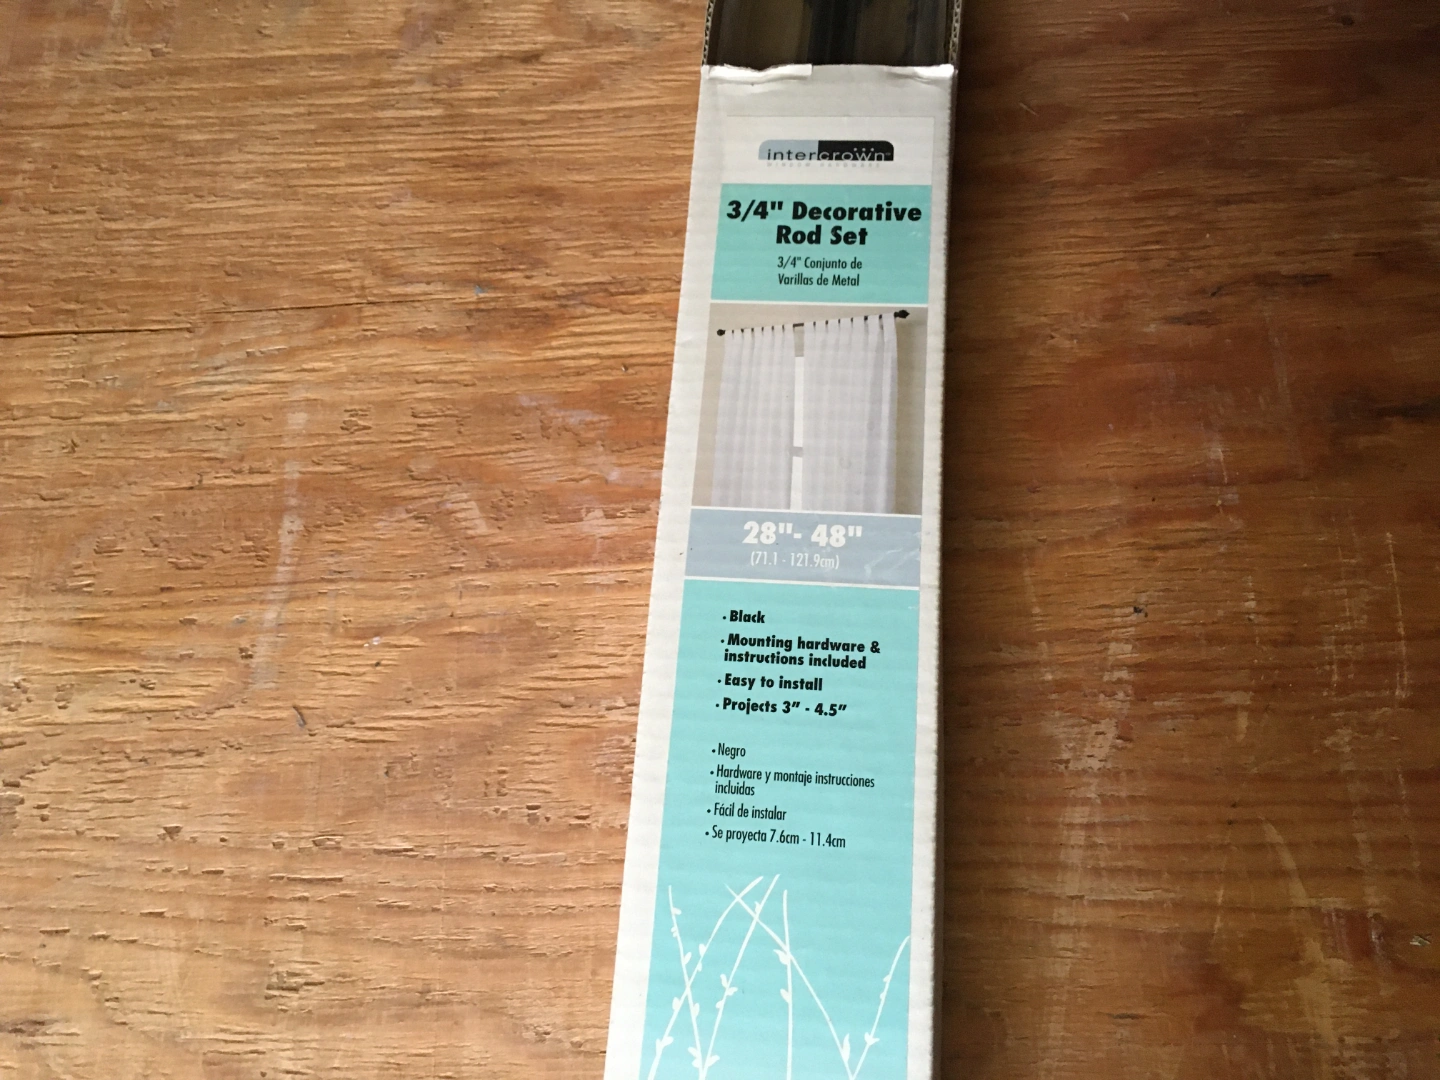 intercrown
3/4" Decorative
Rod Set
3/4" Conjunto de
Varillas de Metal
28"- 48"
(71.1 - 121.9cm)
• Black
• Mounting hardware &
instructions included
• Easy to install
• Projects 3” - 4.5”
• Negro
• Hardware y montaje instrucciones
incluidas
• Fácil de instalar
• Se proyecta 7.6cm - 11.4cm